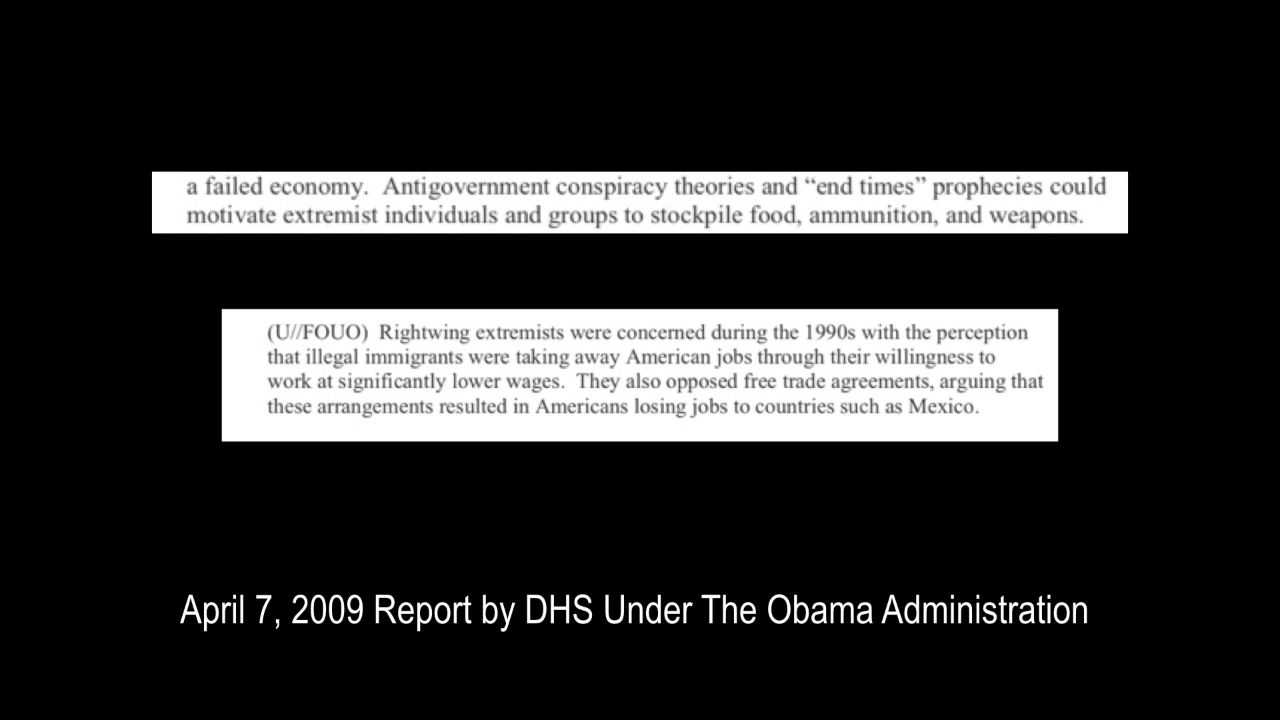 a failed economy.  Antigovernment conspiracy theories and “end times” prophecies could
motivate extremist individuals and groups to stockpile food, ammunition, and weapons.
(U//FOUO)  Rightwing extremists were concerned during the 1990s with the perception
that illegal immigrants were taking away American jobs through their willingness to
work at significantly lower wages.  They also opposed free trade agreements, arguing that
these arrangements resulted in Americans losing jobs to countries such as Mexico.
April 7, 2009 Report by DHS Under The Obama Administration